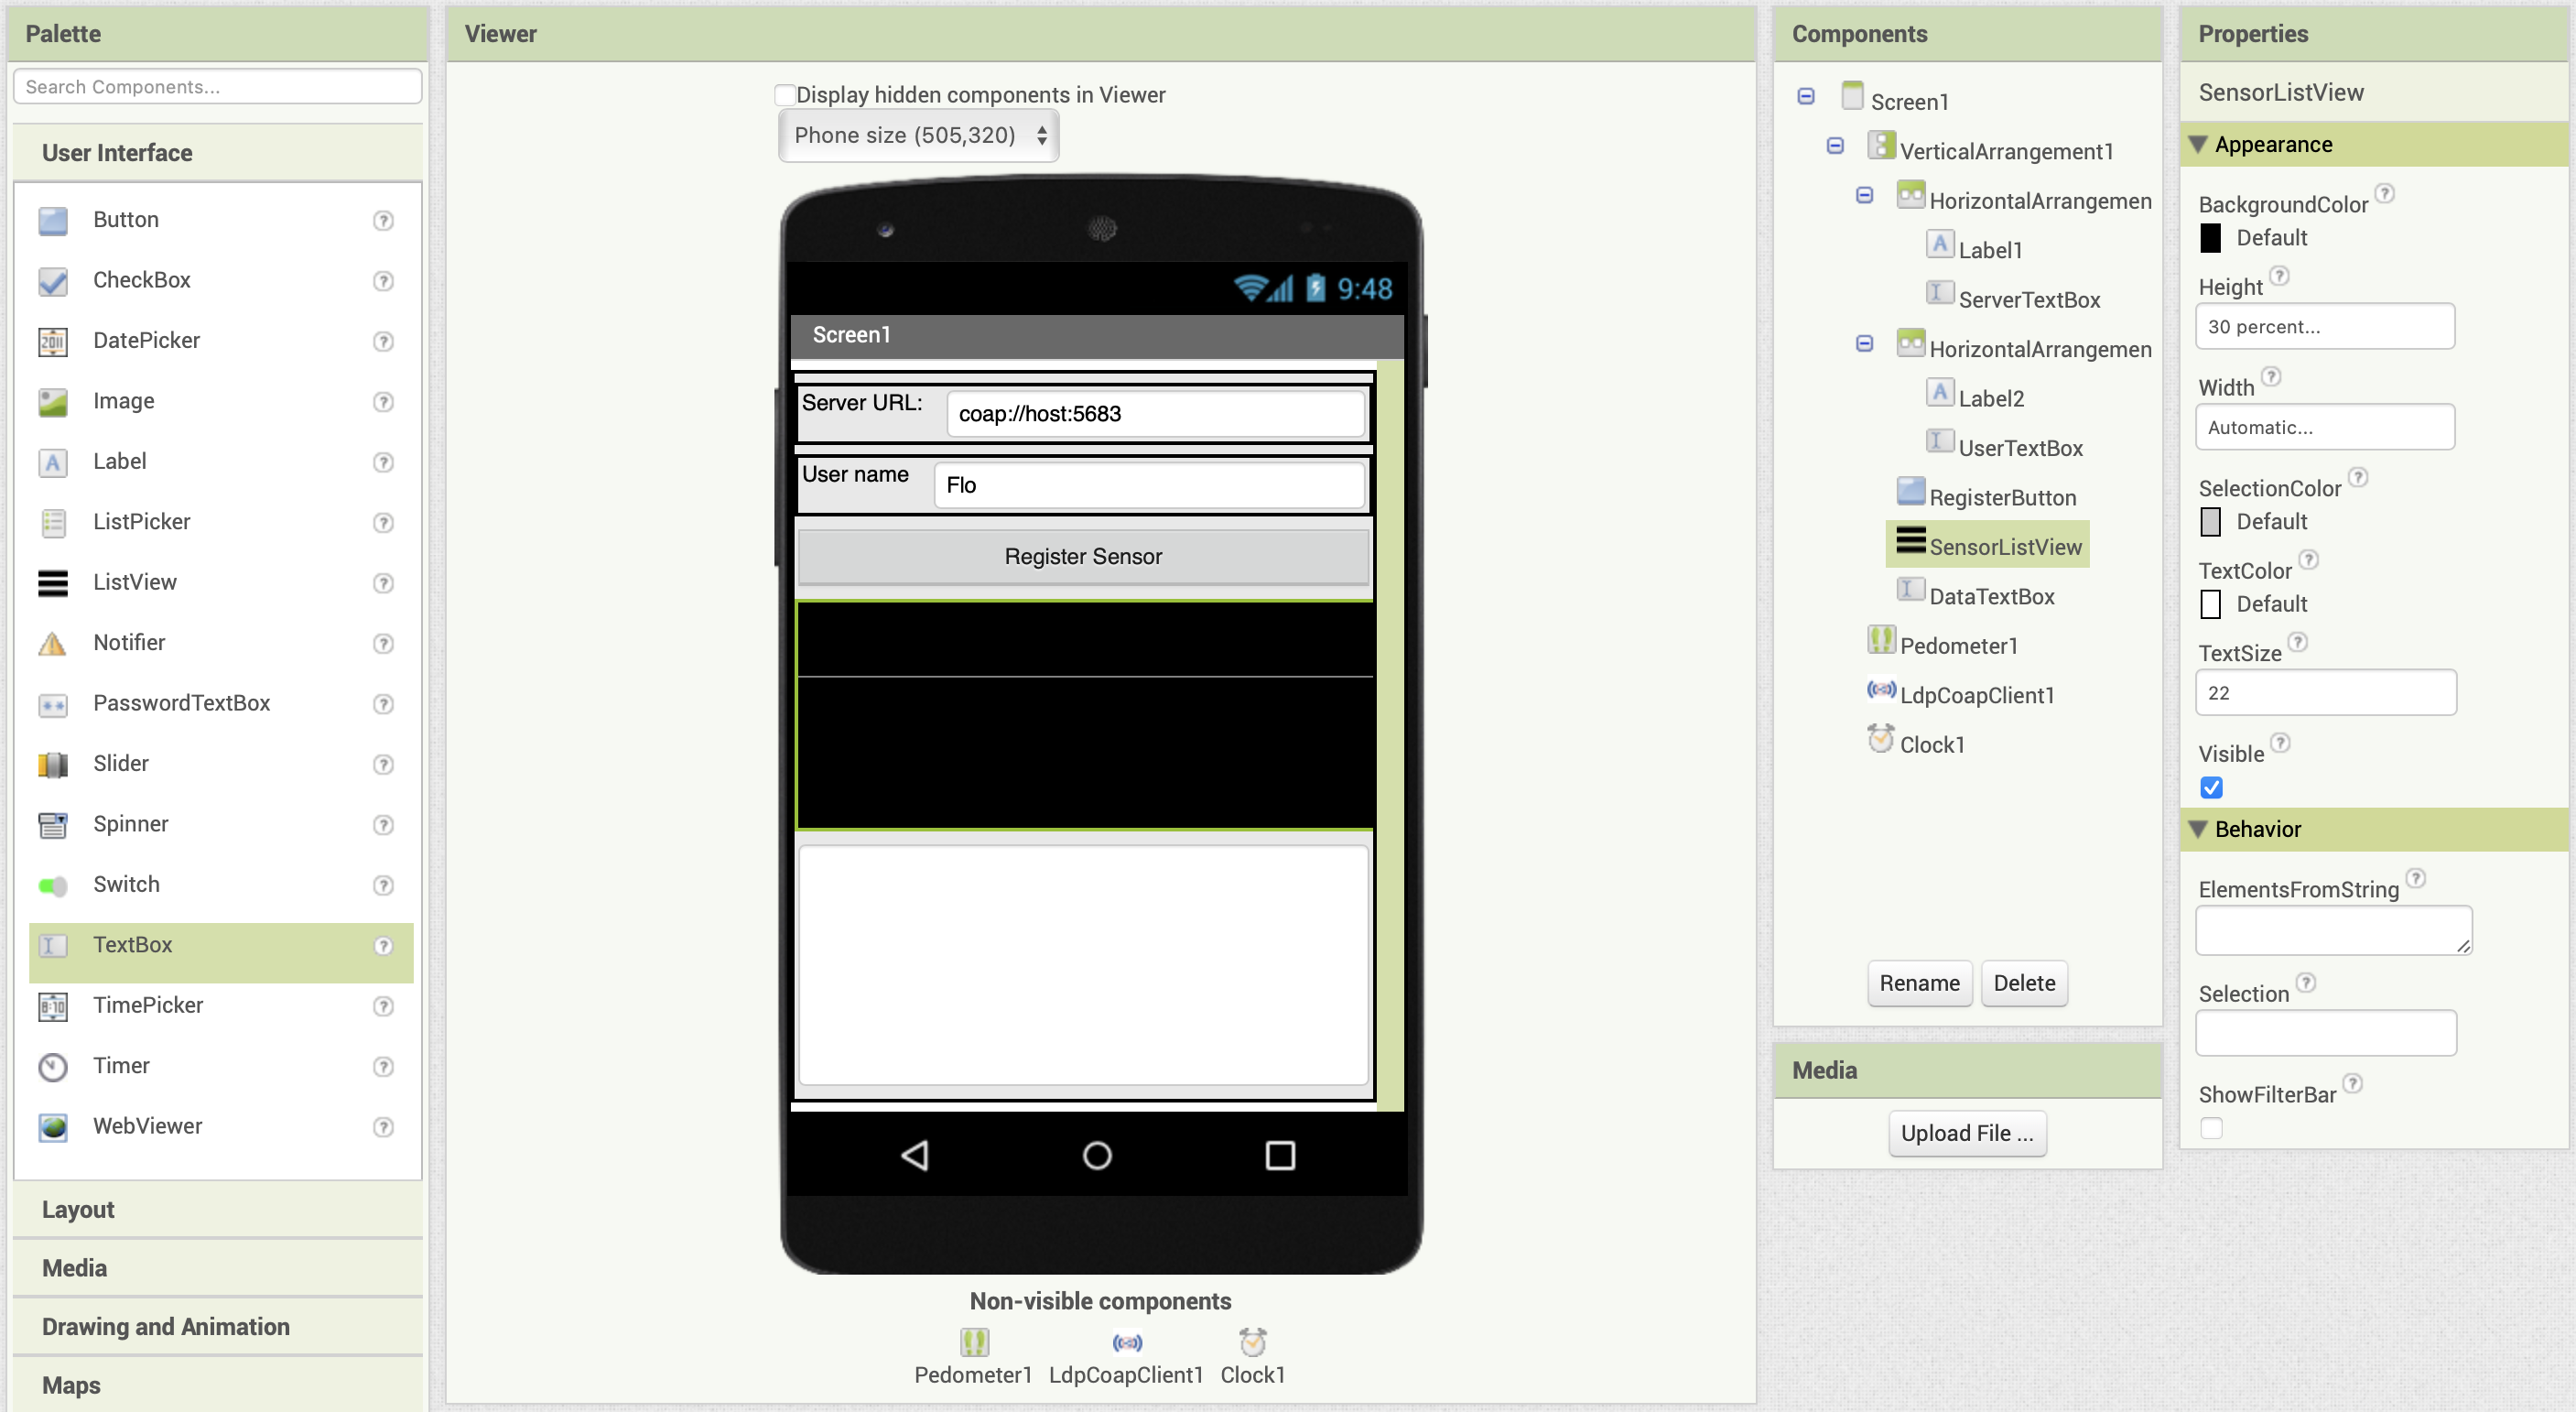 Palette
Search Components...
User Interface
Button ?
CheckBox ?
DatePicker ?
Image ?
Label ?
ListPicker ?
ListView ?
Notifier ?
PasswordTextBox ?
Slider ?
Spinner ?
Switch ?
TextBox ?
TimePicker ?
Timer ?
WebViewer ?
Layout
Media
Drawing and Animation
Maps
Viewer
Display hidden components in Viewer
Phone size (505,320)
9:48
Screen1
Server URL: coap://host:5683
User name Flo
Register Sensor
Non-visible components
Pedometer1 LdpCoapClient1 Clock1
Components
Screen1
VerticalArrangement1
HorizontalArrangemen
Label1
ServerTextBox
HorizontalArrangemen
Label2
UserTextBox
RegisterButton
SensorListView
DataTextBox
Pedometer1
LdpCoapClient1
Clock1
Rename Delete
Media
Upload File ...
Properties
SensorListView
Appearance
BackgroundColor ?
Default
Height ?
30 percent...
Width ?
Automatic...
SelectionColor ?
Default
TextColor ?
Default
TextSize ?
22
Visible ?
Behavior
ElementsFromString ?
Selection ?
ShowFilterBar ?